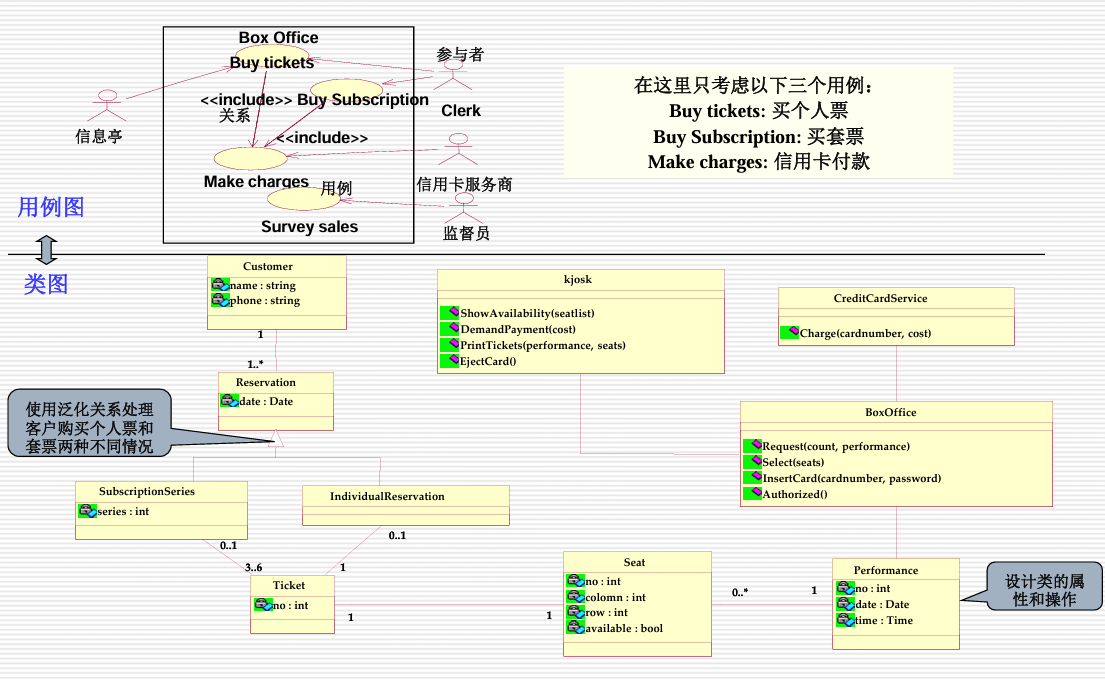 Box Office
Buy tickets
参与者
<<include>>
Buy Subscription
关系
Clerk
信息亭
<<include>>
Make charges
用例
信用卡服务商
Survey sales
监督员
在这里只考虑以下三个用例：
Buy tickets: 买个人票
Buy Subscription: 买套票
Make charges: 信用卡付款
用例图
类图
Customer
name : string
phone : string
1
1..*
Reservation
date : Date
使用泛化关系处理
客户购买个人票和
套票两种不同情况
kjosk
ShowAvailability(seatlist)
DemandPayment(cost)
PrintTickets(performance, seats)
EjectCard()
CreditCardService
Charge(cardnumber, cost)
BoxOffice
Request(count, performance)
Select(seats)
InsertCard(cardnumber, password)
Authorized()
SubscriptionSeries
series : int
IndividualReservation
0..1
0..1
3..6
1
Ticket
no : int
1
1
Seat
no : int
colomn : int
row : int
available : bool
0..*
1
Performance
no : int
date : Date
time : Time
设计类的属
性和操作